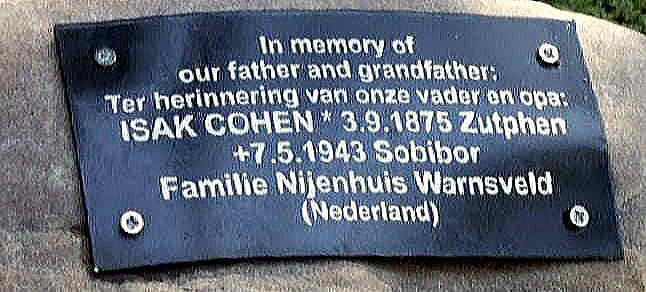 In memory of
our father and grandfather:
Ter herinnering van onze vader en opa:
ISAK COHEN * 3.9.1875 Zutphen
+7.5.1943 Sobibor
Familie Nijenhuis Warnsveld
(Nederland)